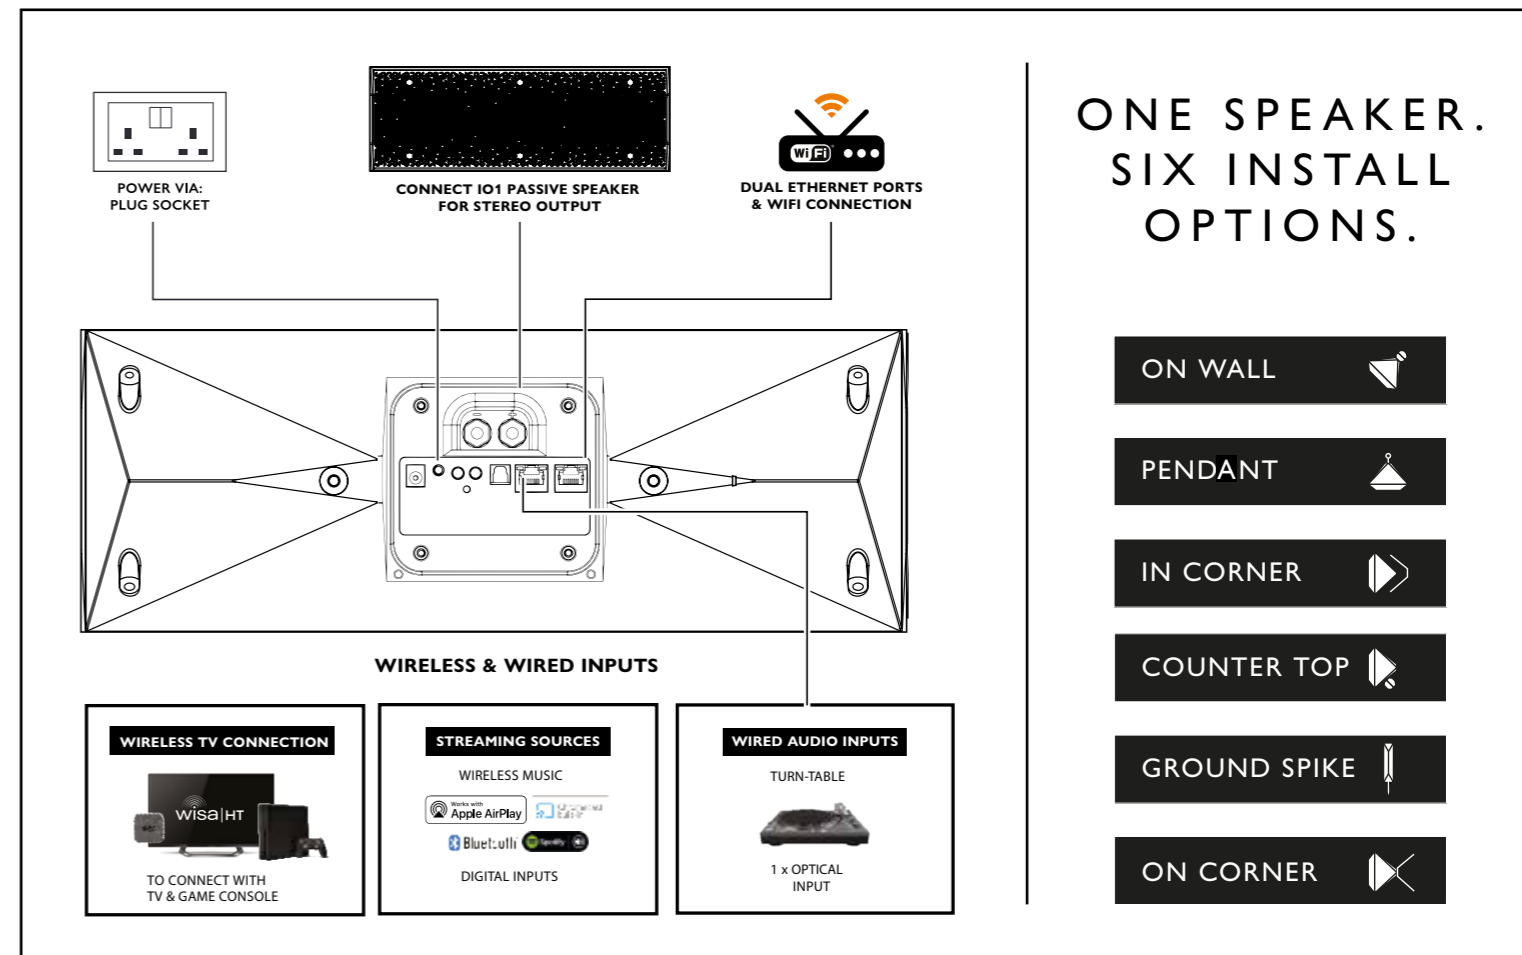 POWER VIA:
PLUG SOCKET
CONNECT IO1 PASSIVE SPEAKER
FOR STEREO OUTPUT
WiFi
DUAL ETHERNET PORTS
& WIFI CONNECTION
WIRELESS & WIRED INPUTS
WIRELESS TV CONNECTION
wisa|HT
TO CONNECT WITH
TV & GAME CONSOLE
STREAMING SOURCES
WIRELESS MUSIC
Works with
Apple AirPlay
Bluetooth
Spotify
DIGITAL INPUTS
WIRED AUDIO INPUTS
TURN-TABLE
1 x OPTICAL
INPUT
ONE SPEAKER.
SIX INSTALL
OPTIONS.
ON WALL
PENDANT
IN CORNER
COUNTER TOP
GROUND SPIKE
ON CORNER